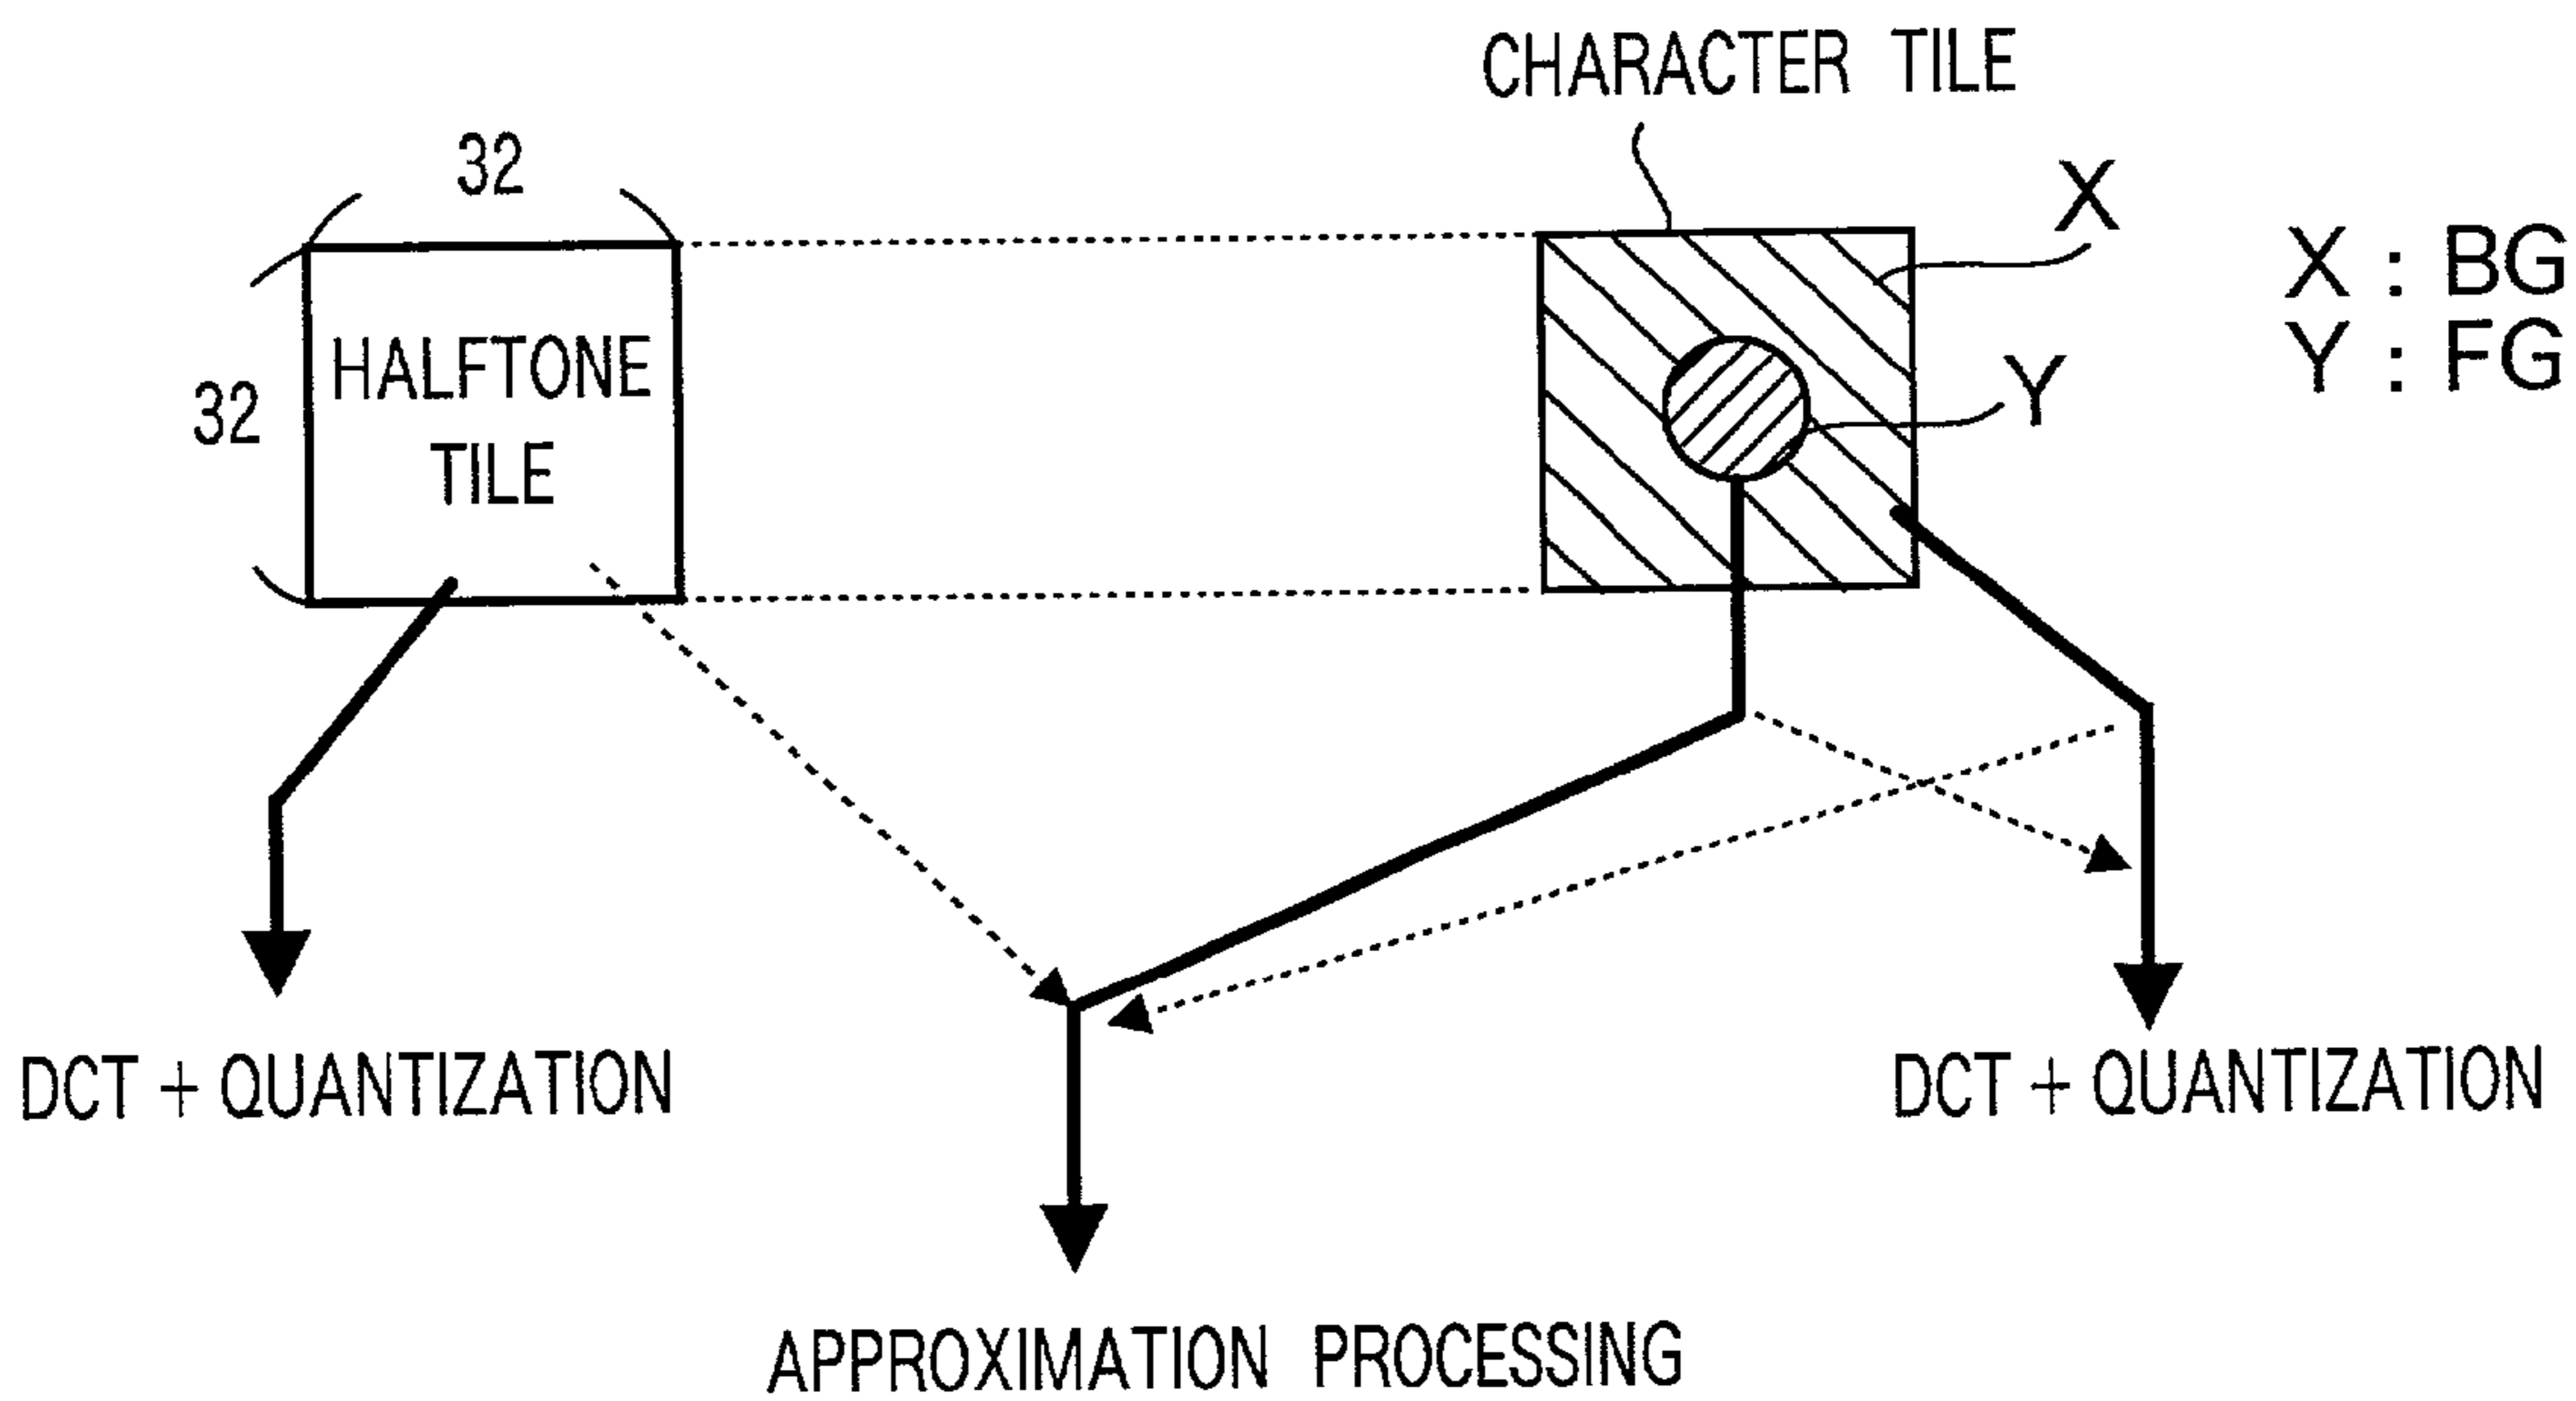 CHARACTER TILE
32
X
X : BG
Y : FG
32
HALFTONE
TILE
Y
DCT + QUANTIZATION
DCT + QUANTIZATION
APPROXIMATION PROCESSING